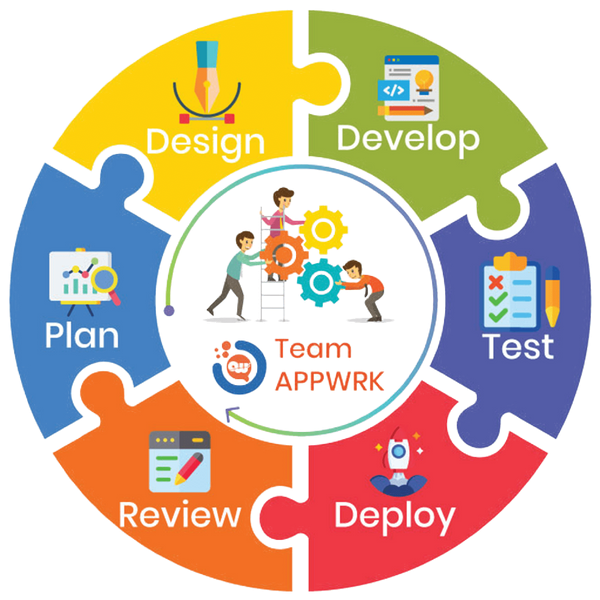 Design
Develop
Plan
Test
Team
APPWRK
Review
Deploy